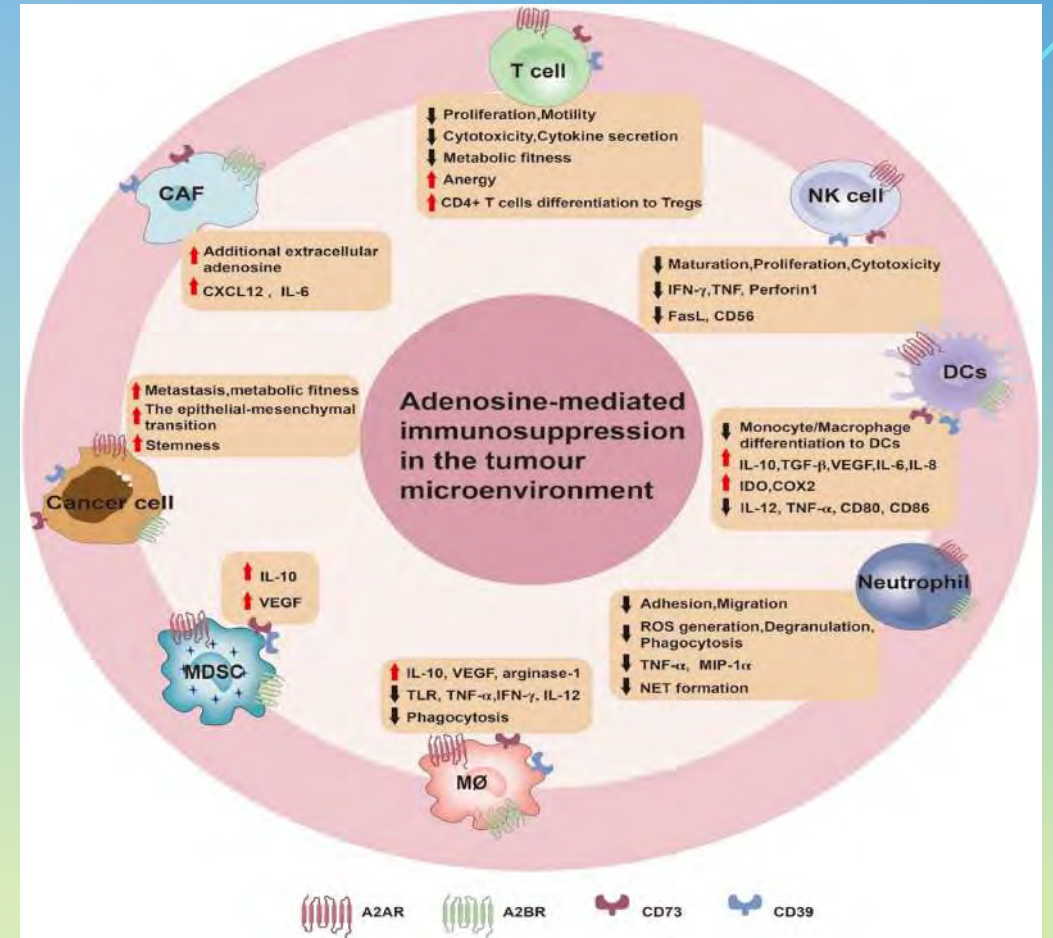 T cell
Proliferation,Motility
Cytotoxicity,Cytokine secretion
Metabolic fitness
Anergy
CD4+ T cells differentiation to Tregs
NK cell
Maturation,Proliferation,Cytotoxicity
IFN-γ,TNF, Perforin1
FasL, CD56
DCs
Monocyte/Macrophage
differentiation to DCs
IL-10,TGF-β,VEGF,IL-6,IL-8
IDO,COX2
IL-12, TNF-α, CD80, CD86
Neutrophil
Adhesion,Migration
ROS generation,Degranulation,
Phagocytosis
TNF-α, MIP-1α
NET formation
IL-10, VEGF, arginase-1
TLR, TNF-α,IFN-γ, IL-12
Phagocytosis
MØ
IL-10
VEGF
MDSC
Metastasis,metabolic fitness
The epithelial-mesenchymal
transition
Stemness
Cancer cell
CAF
Additional extracellular
adenosine
CXCL12 , IL-6
Adenosine-mediated
immunosuppression
in the tumour
microenvironment
A2AR
A2BR
CD73
CD39